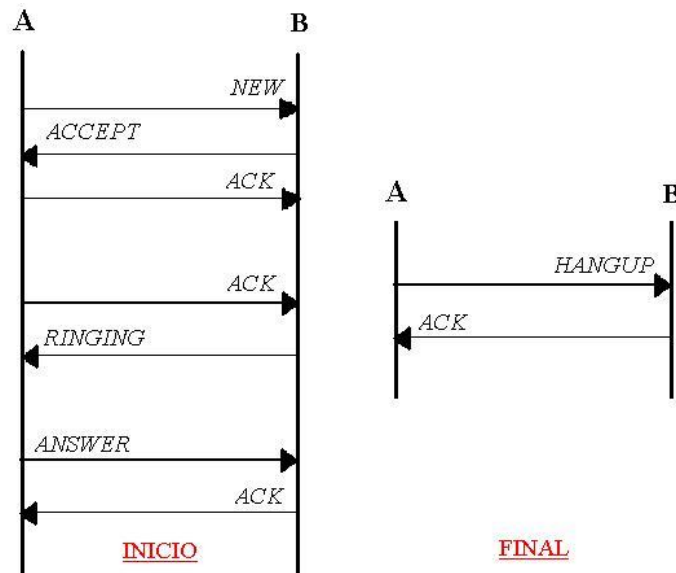 A
B
NEW
ACCEPT
ACK
ACK
RINGING
ANSWER
ACK
INICIO
A
B
HANGUP
ACK
FINAL